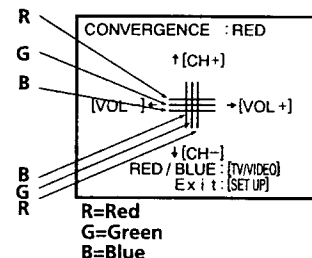 R
CONVERGENCE : RED
G
↑[CH+]
B
[VOL -]← →[VOL +]
B
G
R
↓[CH-]
RED / BLUE : [TV/VIDEO]
Exit : [SET UP]
R=Red
G=Green
B=Blue